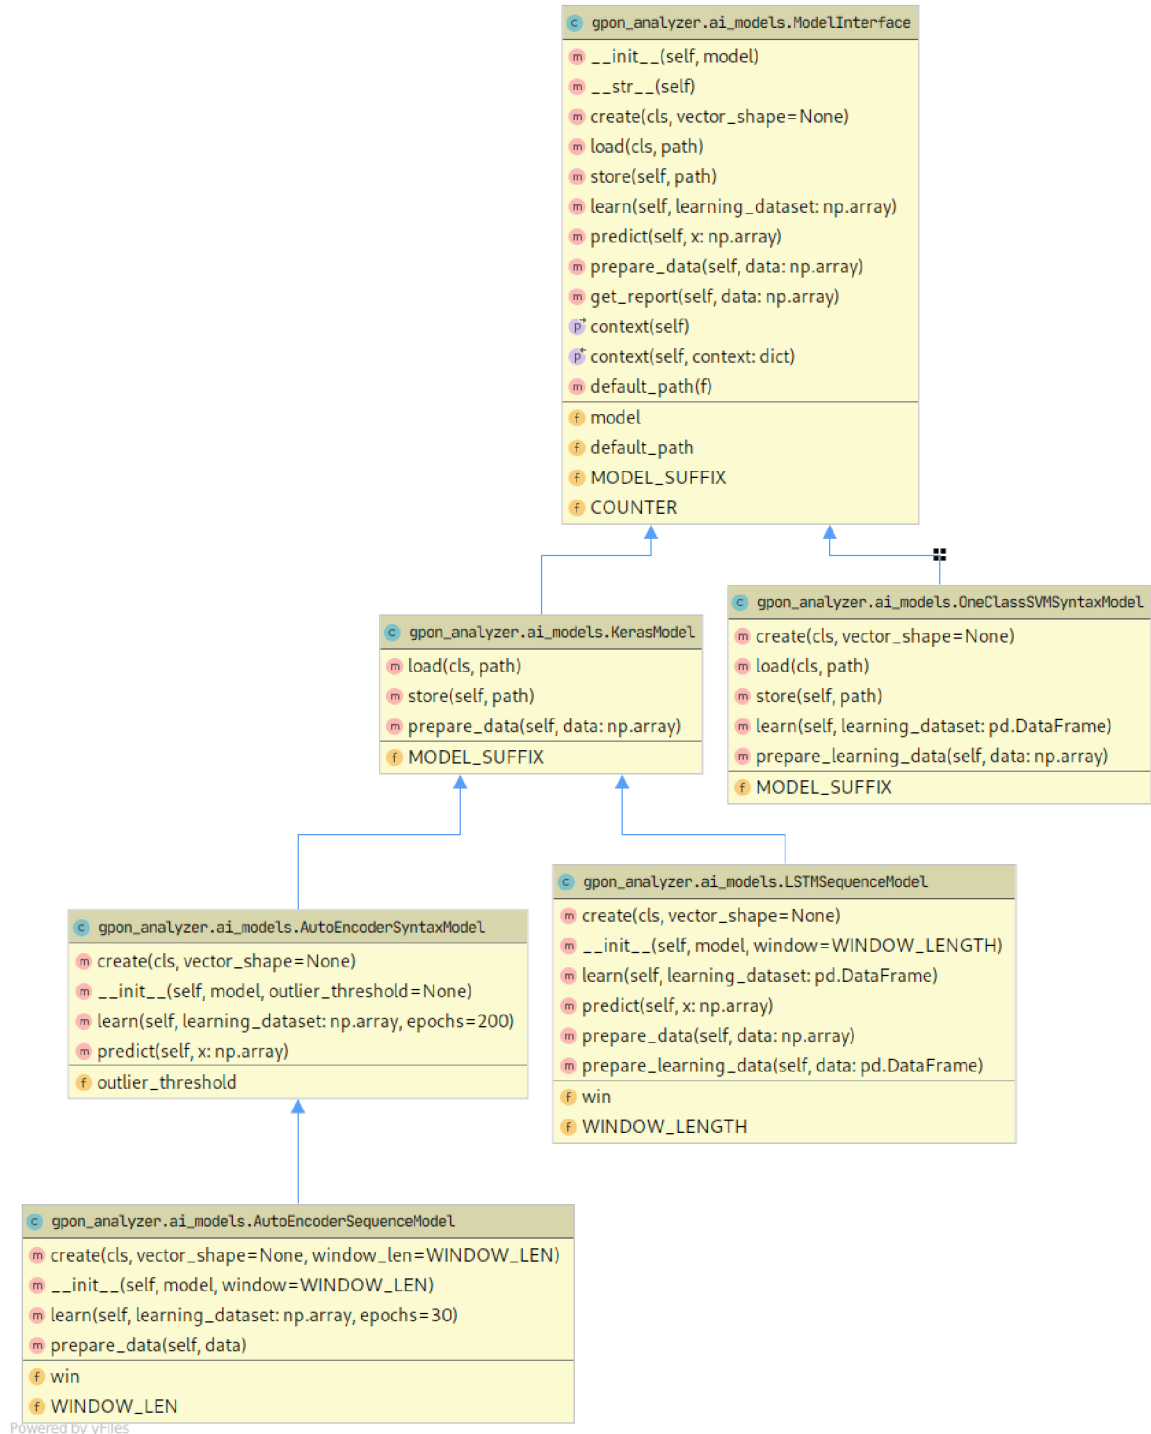 gpon_analyzer.ai_models.ModelInterface
__init__(self, model)
__str__(self)
create(cls, vector_shape=None)
load(cls, path)
store(self, path)
learn(self, learning_dataset: np.array)
predict(self, x: np.array)
prepare_data(self, data: np.array)
get_report(self, data: np.array)
context(self)
context(self, context: dict)
default_path(f)
model
default_path
MODEL_SUFFIX
COUNTER
gpon_analyzer.ai_models.KerasModel
load(cls, path)
store(self, path)
prepare_data(self, data: np.array)
MODEL_SUFFIX
gpon_analyzer.ai_models.OneClassSVMSyntaxModel
create(cls, vector_shape=None)
load(cls, path)
store(self, path)
learn(self, learning_dataset: pd.DataFrame)
prepare_learning_data(self, data: np.array)
MODEL_SUFFIX
gpon_analyzer.ai_models.AutoEncoderSyntaxModel
create(cls, vector_shape=None)
__init__(self, model, outlier_threshold=None)
learn(self, learning_dataset: np.array, epochs=200)
predict(self, x: np.array)
outlier_threshold
gpon_analyzer.ai_models.LSTMSequenceModel
create(cls, vector_shape=None)
__init__(self, model, window=WINDOW_LENGTH)
learn(self, learning_dataset: pd.DataFrame)
predict(self, x: np.array)
prepare_data(self, data: np.array)
prepare_learning_data(self, data: pd.DataFrame)
win
WINDOW_LENGTH
gpon_analyzer.ai_models.AutoEncoderSequenceModel
create(cls, vector_shape=None, window_len=WINDOW_LEN)
__init__(self, model, window=WINDOW_LEN)
learn(self, learning_dataset: np.array, epochs=30)
prepare_data(self, data)
win
WINDOW_LEN
Powered by yFiles